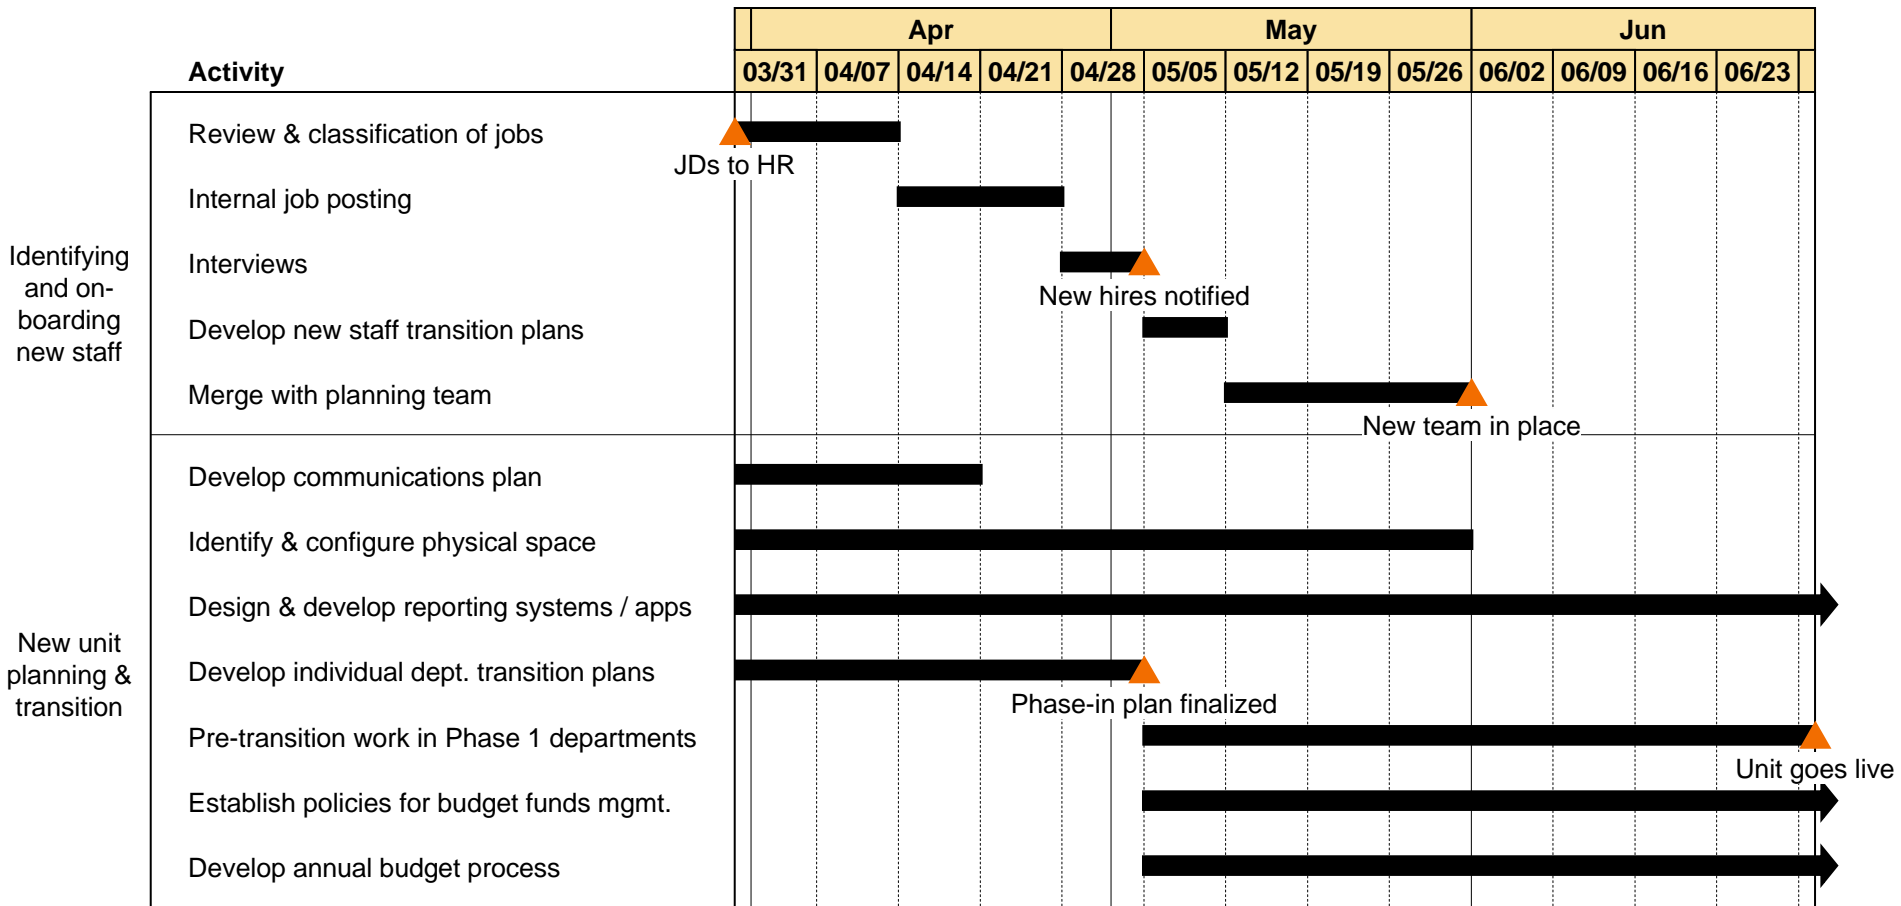 Apr May Jun
Activity 03/31 04/07 04/14 04/21 04/28 05/05 05/12 05/19 05/26 06/02 06/09 06/16 06/23
Identifying
and on-
boarding
new staff
Review & classification of jobs
JDs to HR
Internal job posting
Interviews
New hires notified
Develop new staff transition plans
Merge with planning team
New team in place
New unit
planning &
transition
Develop communications plan
Identify & configure physical space
Design & develop reporting systems / apps
Develop individual dept. transition plans
Phase-in plan finalized
Pre-transition work in Phase 1 departments
Unit goes live
Establish policies for budget funds mgmt.
Develop annual budget process